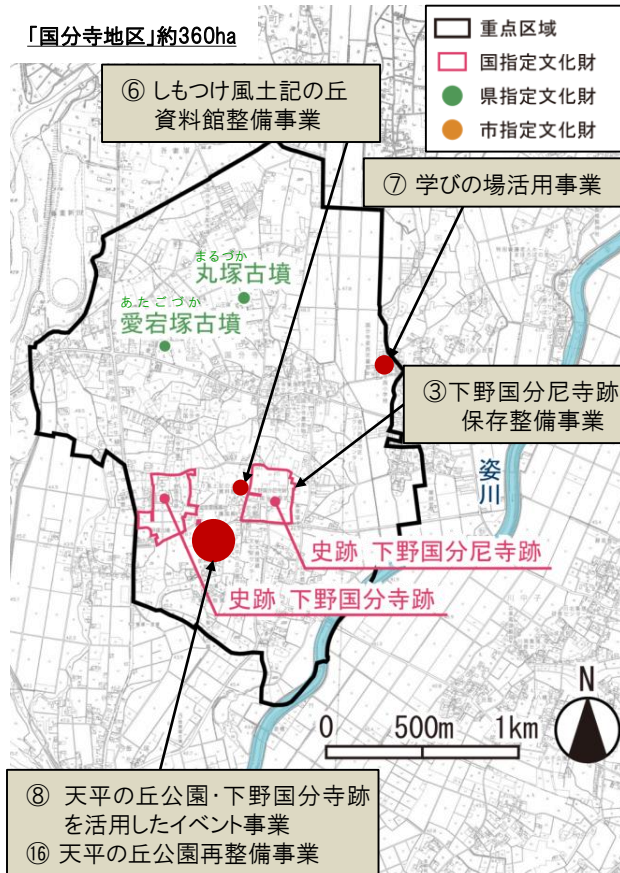 「国分寺地区」約360ha
重点区域
国指定文化財
県指定文化財
市指定文化財
⑥ しもつけ風土記の丘
資料館整備事業
⑦ 学びの場活用事業
まるづか
丸塚古墳
あたごづか
愛宕塚古墳
③下野国分尼寺跡
保存整備事業
姿川
史跡 下野国分尼寺跡
史跡 下野国分寺跡
N
0 500m 1km
⑧ 天平の丘公園・下野国分寺跡
を活用したイベント事業
⑯ 天平の丘公園再整備事業